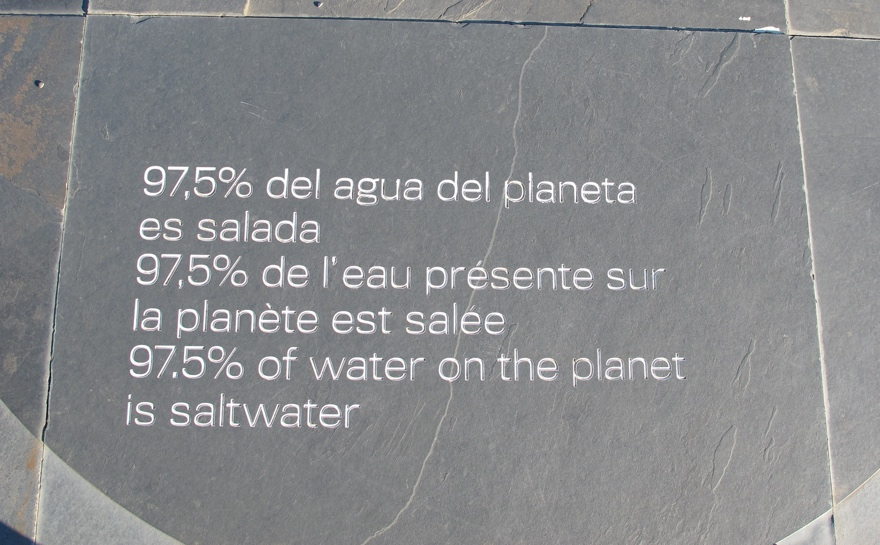 97,5% del agua del planeta
es salada
97,5% de l'eau présente sur
la planète est salée
97.5% of water on the planet
is saltwater